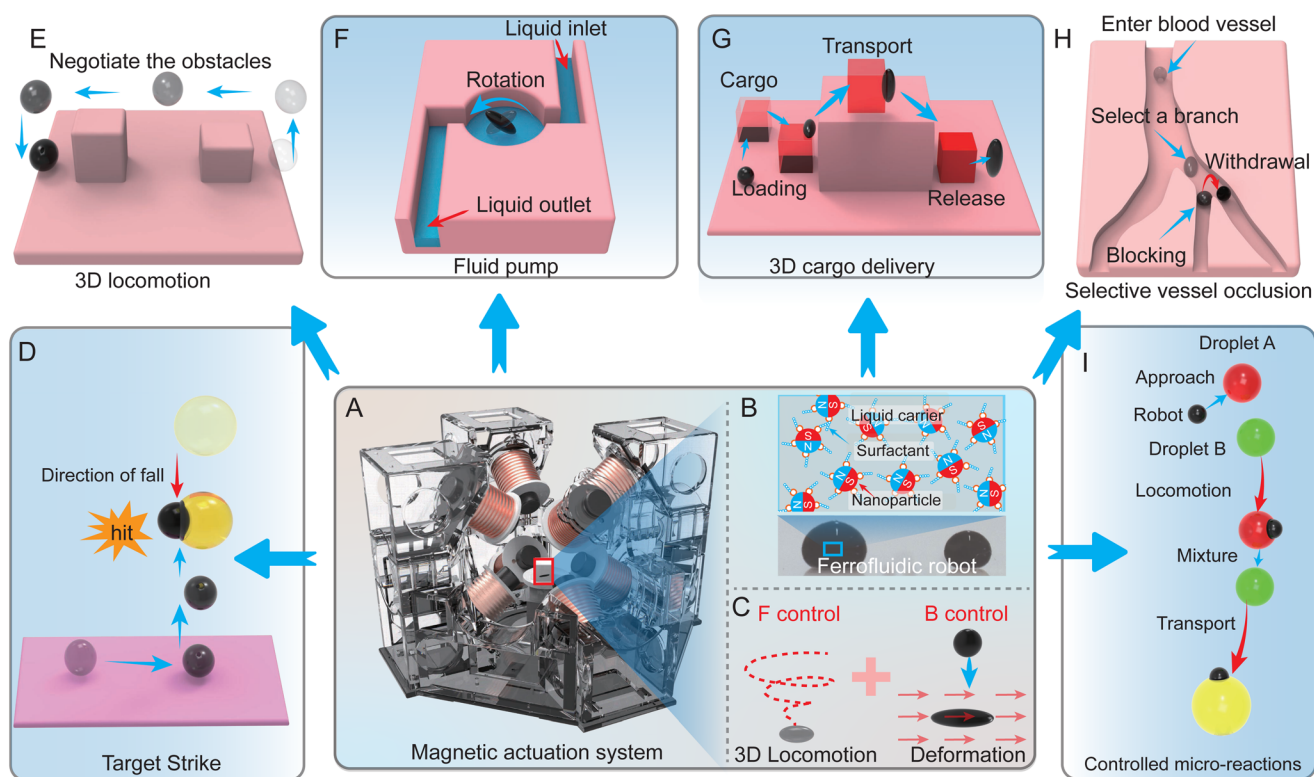 E
Negotiate the obstacles
3D locomotion
F
Liquid inlet
Rotation
Liquid outlet
Fluid pump
G
Transport
Cargo
Loading
Release
3D cargo delivery
Enter blood vessel
H
Select a branch
Withdrawal
Blocking
Selective vessel occlusion
D
Direction of fall
hit
Target Strike
A
Magnetic actuation system
B
Liquid carrier
Surfactant
Nanoparticle
Ferrofluidic robot
C
F control
B control
3D Locomotion
Deformation
I
Droplet A
Approach
Robot
Droplet B
Locomotion
Mixture
Transport
Controlled micro-reactions